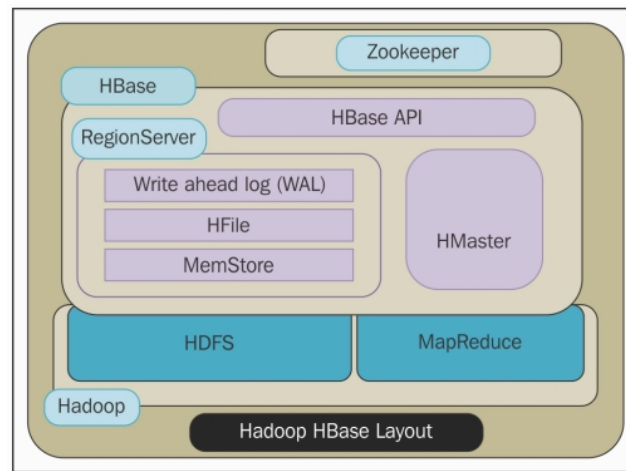 Zookeeper
HBase
HBase API
RegionServer
Write ahead log (WAL)
HFile
MemStore
HMaster
HDFS
MapReduce
Hadoop
Hadoop HBase Layout